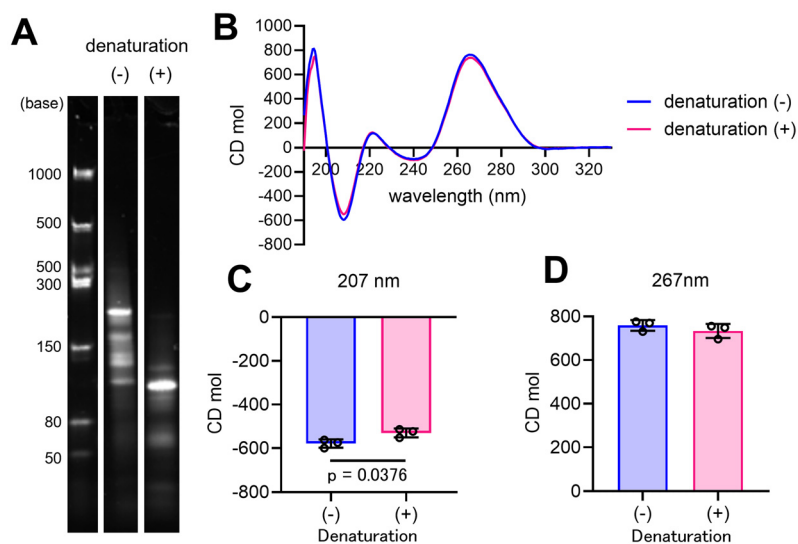 A
denaturation
(-) (+)
(base)
1000
500
500
300
150
80
50
B
1000
800
600
400
200
0
-200
-400
-600
-800
CD mol
200 220 240 260 280 300 320
wavelength (nm)
denaturation (-)
denaturation (+)
C
207 nm
0
-200
-400
-600
-800
CD mol
p = 0.0376
(-) (+)
Denaturation
D
267nm
800
600
400
200
0
CD mol
(-) (+)
Denaturation